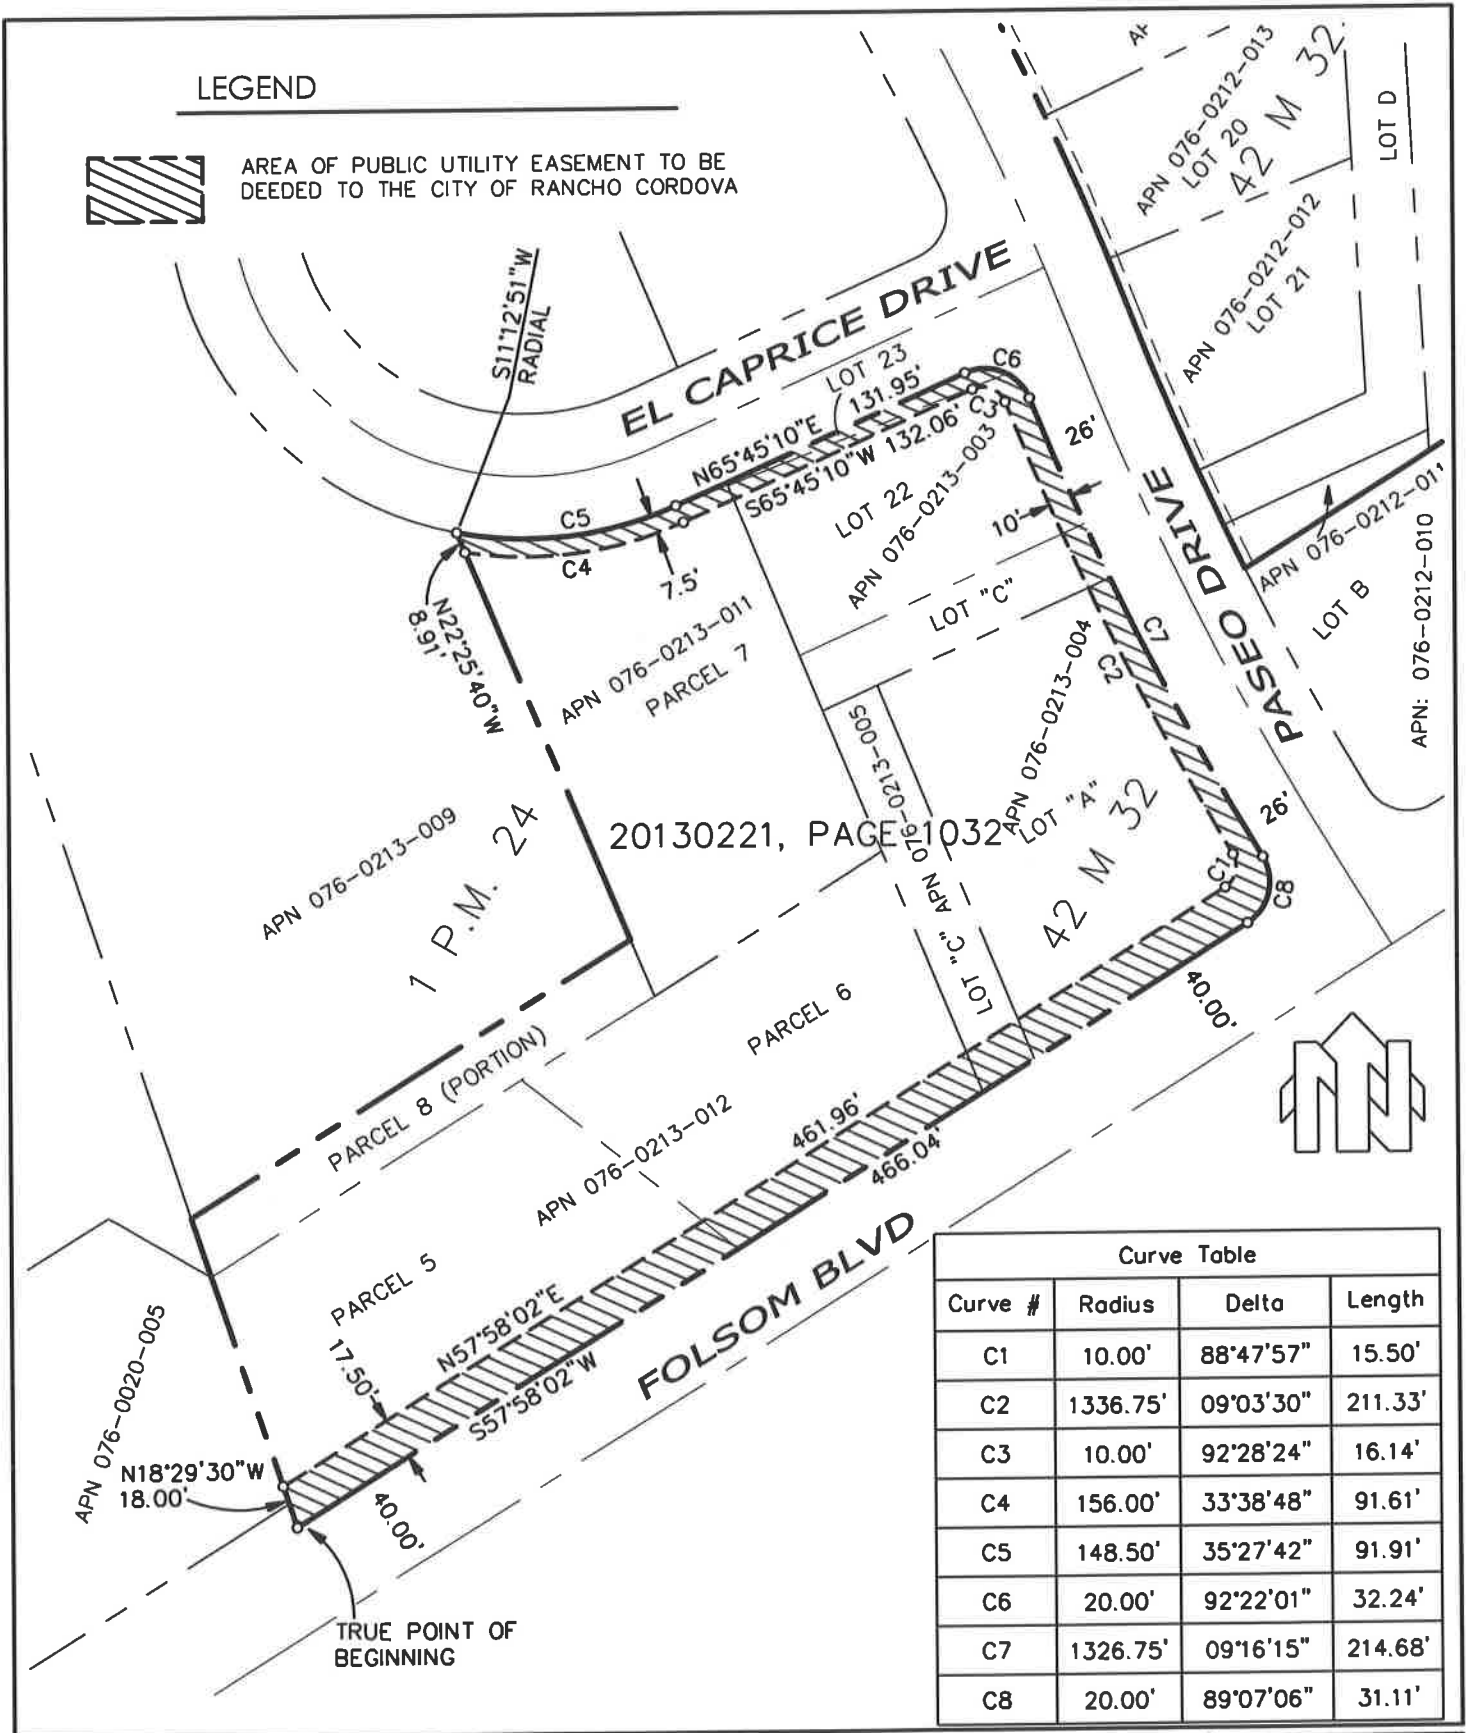 LEGEND
AREA OF PUBLIC UTILITY EASEMENT TO BE
DEEDED TO THE CITY OF RANCHO CORDOVA
S11°12'51"W
RADIAL
EL CAPRICE DRIVE
LOT 23
131.95'
N65°45'10"E
S65°45'10"W 132.06'
C6
C3
26'
C5
C4
7.5'
10'
N22°25'40"W
8.91'
LOT 22
APN 076-0213-003
APN 076-0212-013
LOT 20
42 M 32
LOT D
APN 076-0212-012
LOT 21
APN 076-0212-011
LOT B
APN: 076-0212-010
PASEO DRIVE
LOT "C"
C7
C2
APN 076-0213-011
PARCEL 7
APN 076-0213-004
LOT "A"
42 M 32
APN 076-0213-005
LOT "C" APN 076-0213-005
20130221, PAGE 1032
26'
C1
C8
APN 076-0213-009
1 P.M. 24
PARCEL 8 (PORTION)
PARCEL 6
40.00'
APN 076-0213-012
461.96'
466.04'
PARCEL 5
N57°58'02"E
S57°58'02"W
17.50'
FOLSOM BLVD
APN 076-0020-005
N18°29'30"W
18.00'
40.00'
TRUE POINT OF
BEGINNING
Curve Table
Curve # Radius Delta Length
C1 10.00' 88°47'57" 15.50'
C2 1336.75' 09°03'30" 211.33'
C3 10.00' 92°28'24" 16.14'
C4 156.00' 33°38'48" 91.61'
C5 148.50' 35°27'42" 91.91'
C6 20.00' 92°22'01" 32.24'
C7 1326.75' 09°16'15" 214.68'
C8 20.00' 89°07'06" 31.11'